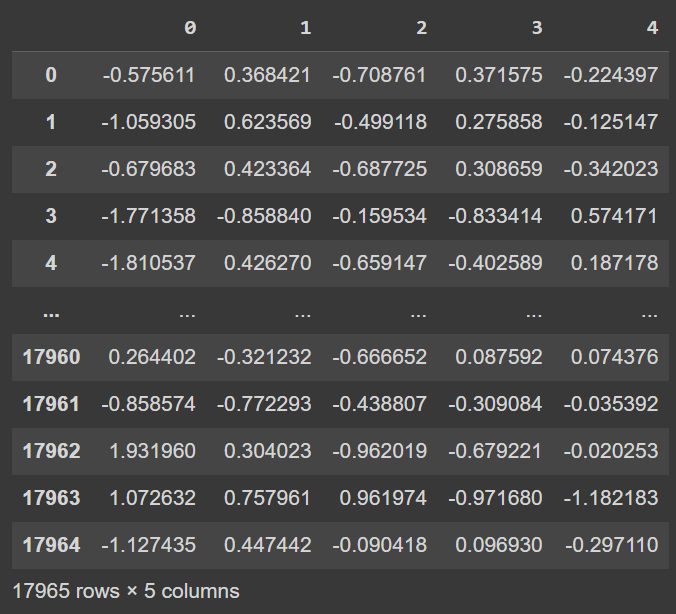 0 1 2 3 4
0 -0.575611 0.368421 -0.708761 0.371575 -0.224397
1 -1.059305 0.623569 -0.499118 0.275858 -0.125147
2 -0.679683 0.423364 -0.687725 0.308659 -0.342023
3 -1.771358 -0.858840 -0.159534 -0.833414 0.574171
4 -1.810537 0.426270 -0.659147 -0.402589 0.187178
... ... ... ... ... ...
17960 0.264402 -0.321232 -0.666652 0.087592 0.074376
17961 -0.858574 -0.772293 -0.438807 -0.309084 -0.035392
17962 1.931960 0.304023 -0.962019 -0.679221 -0.020253
17963 1.072632 0.757961 0.961974 -0.971680 -1.182183
17964 -1.127435 0.447442 -0.090418 0.096930 -0.297110
17965 rows × 5 columns